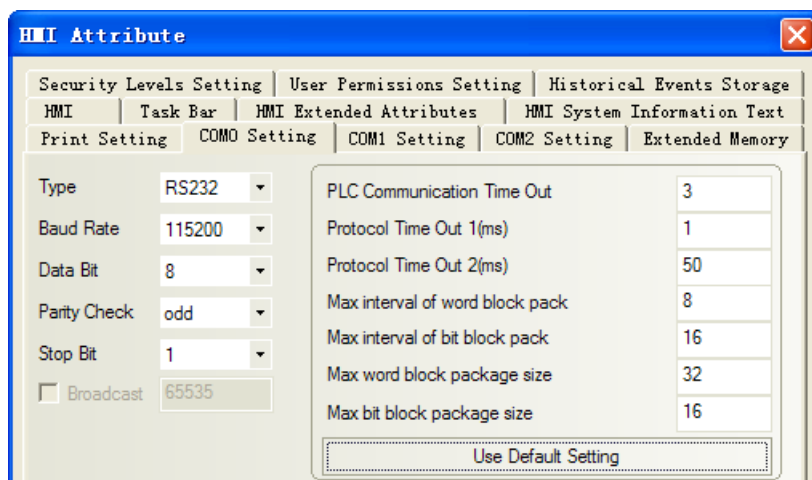 HMI Attribute
Security Levels Setting User Permissions Setting Historical Events Storage
HMI Task Bar HMI Extended Attributes HMI System Information Text
Print Setting COM0 Setting COM1 Setting COM2 Setting Extended Memory
Type RS232 PLC Communication Time Out 3
Baud Rate 115200 Protocol Time Out 1(ms) 1
Data Bit 8 Protocol Time Out 2(ms) 50
Parity Check odd Max interval of word block pack 8
Stop Bit 1 Max interval of bit block pack 16
Broadcast 65535 Max word block package size 32
Max bit block package size 16
Use Default Setting